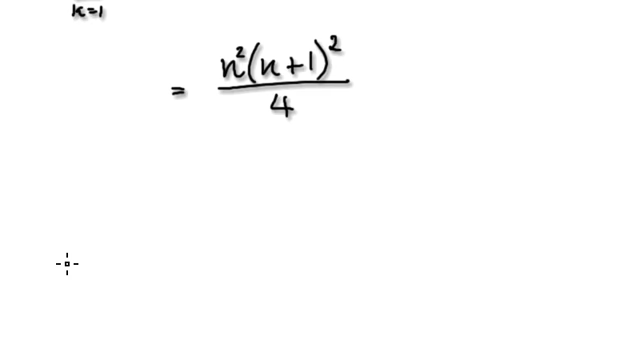 k=1
= n²(n+1)² / 4